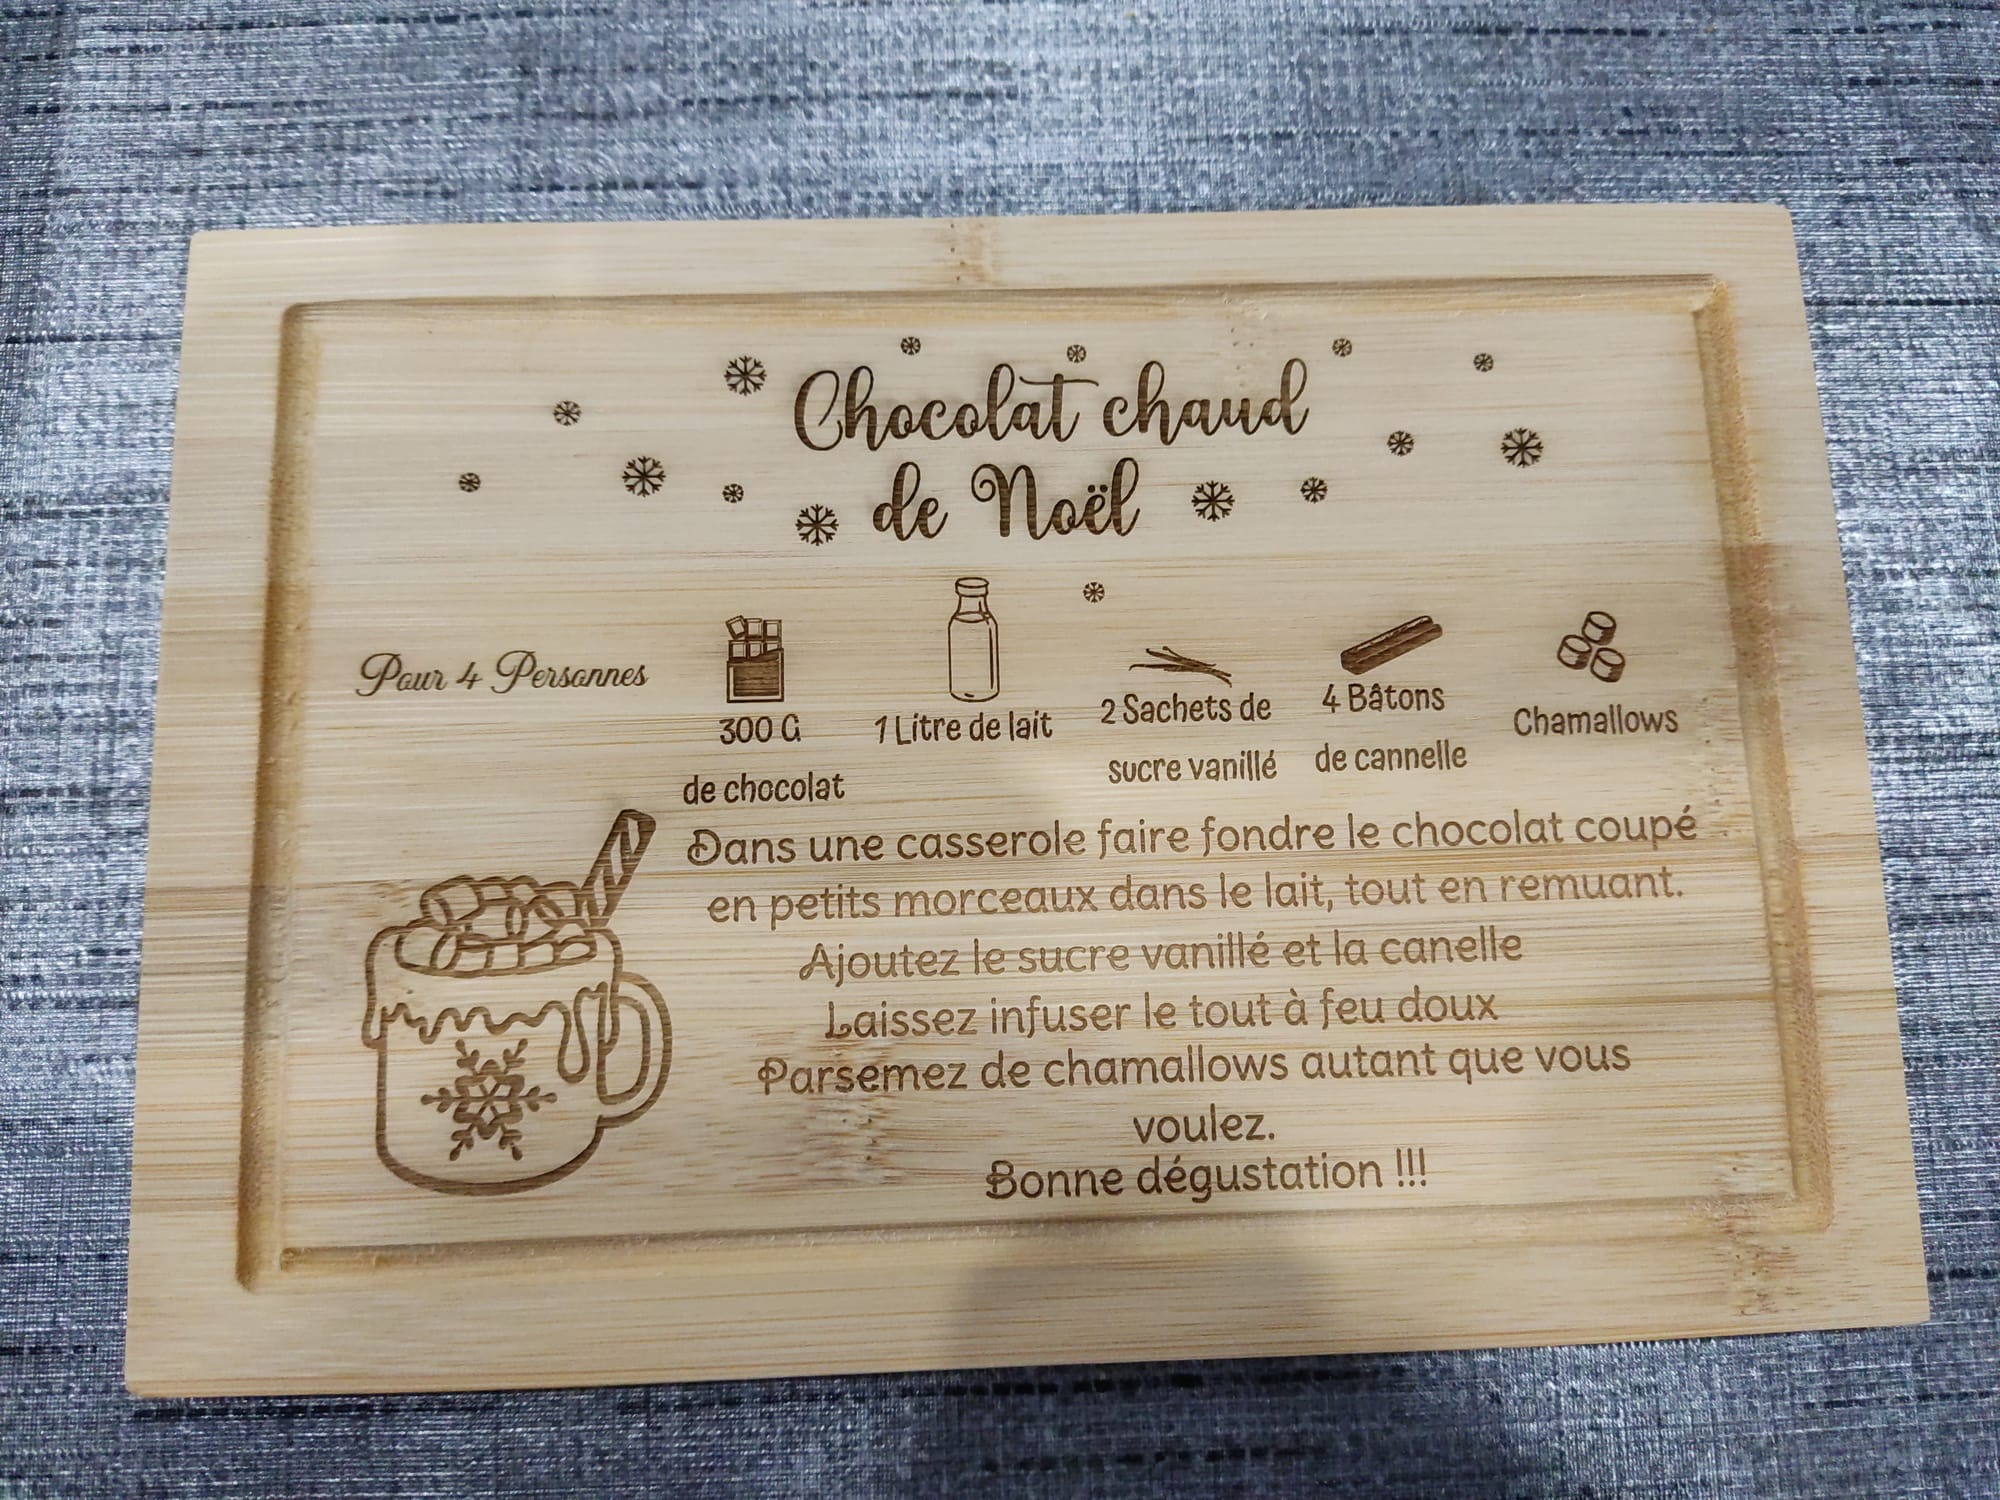 Chocolat chaud
de Noël
Pour 4 Personnes
300 G
de chocolat
1 Litre de lait
2 Sachets de
sucre vanillé
4 Bâtons
de cannelle
Chamallows
Dans une casserole faire fondre le chocolat coupé
en petits morceaux dans le lait, tout en remuant.
Ajoutez le sucre vanillé et la canelle
Laissez infuser le tout à feu doux
Parsemez de chamallows autant que vous
voulez.
Bonne dégustation !!!